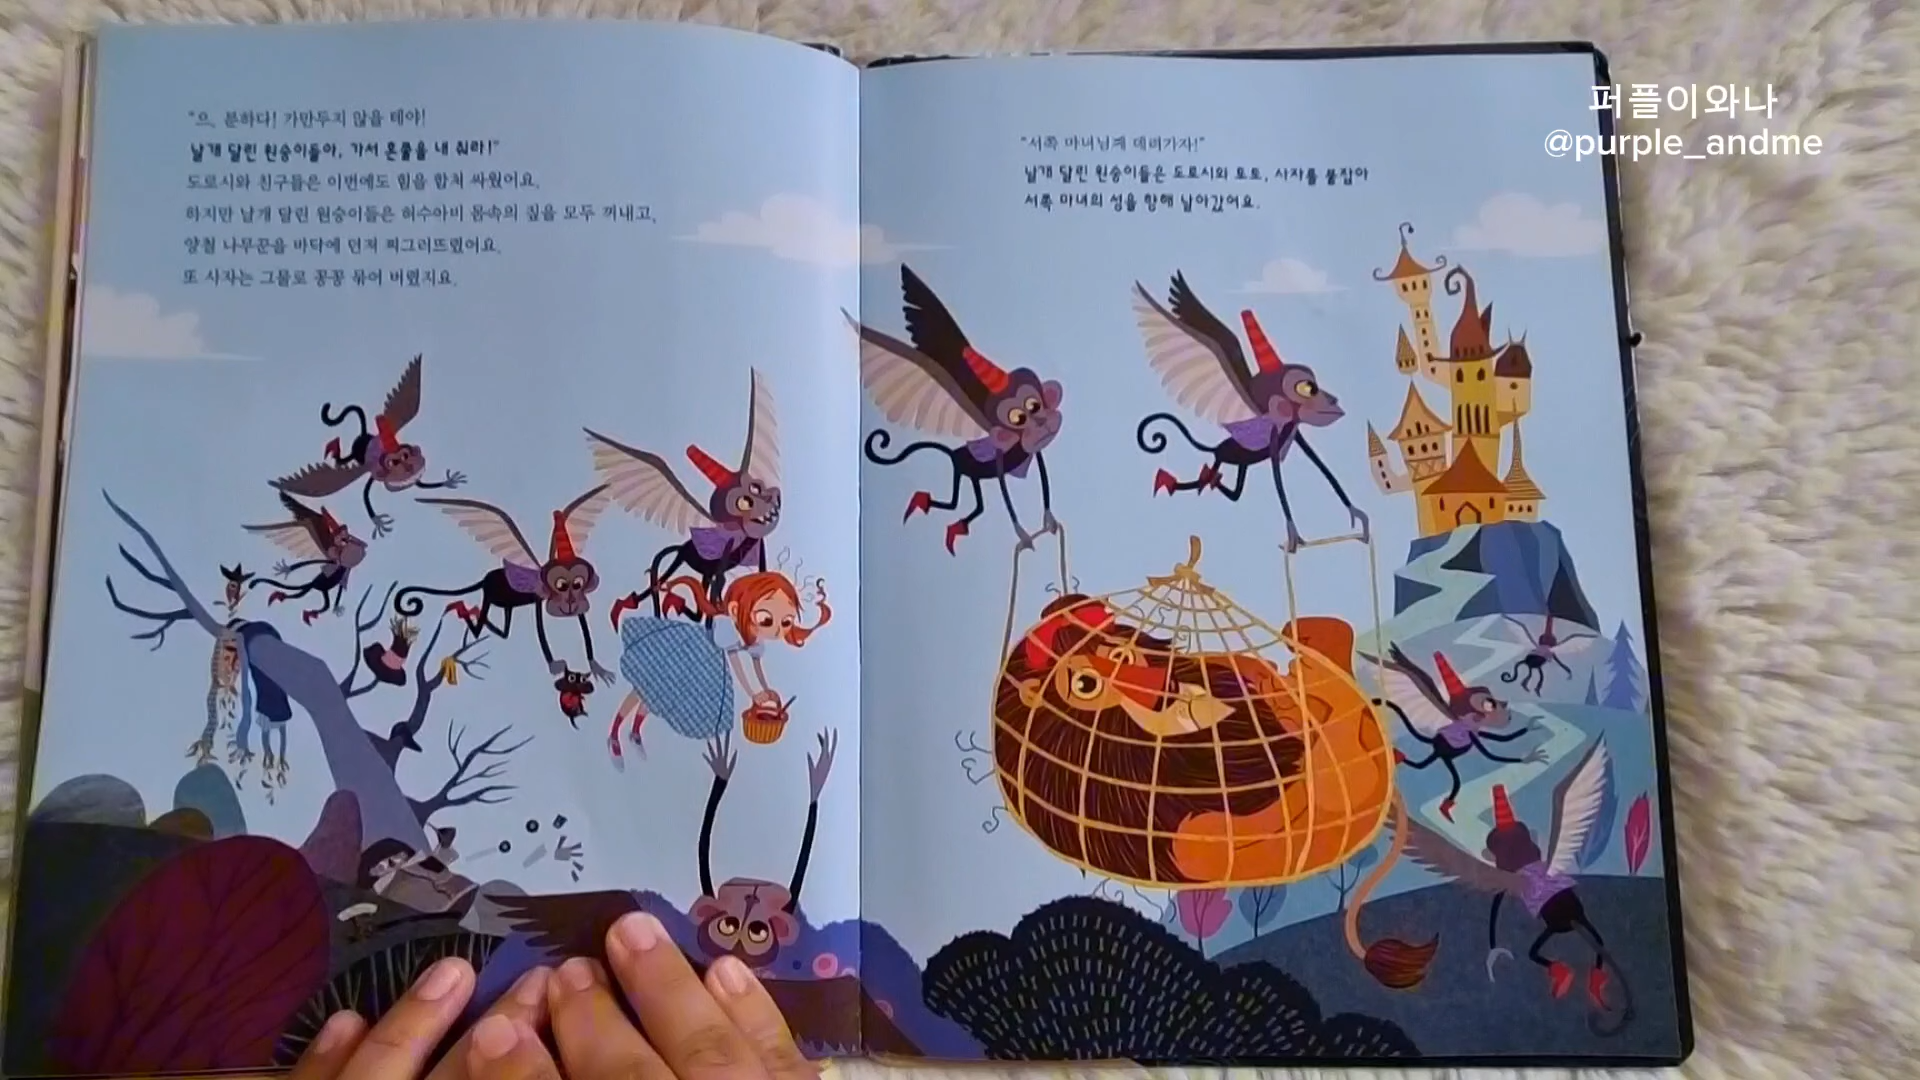 "으, 분하다! 가만두지 않을 테야!
날개 달린 원숭이들아, 가서 혼쭐을 내 줘라!"
도로시와 친구들은 이번에도 힘을 합쳐 싸웠어요.
하지만 날개 달린 원숭이들은 허수아비 몸속의 짚을 모두 꺼내고,
양철 나무꾼을 바닥에 던져 찌그러뜨렸어요.
또 사자는 그물로 꽁꽁 묶어 버렸지요.
"서쪽 마녀님께 데려가자!"
날개 달린 원숭이들은 도로시와 토토, 사자를 붙잡아
서쪽 마녀의 성을 향해 날아갔어요.
퍼플이와나
@purple_andme